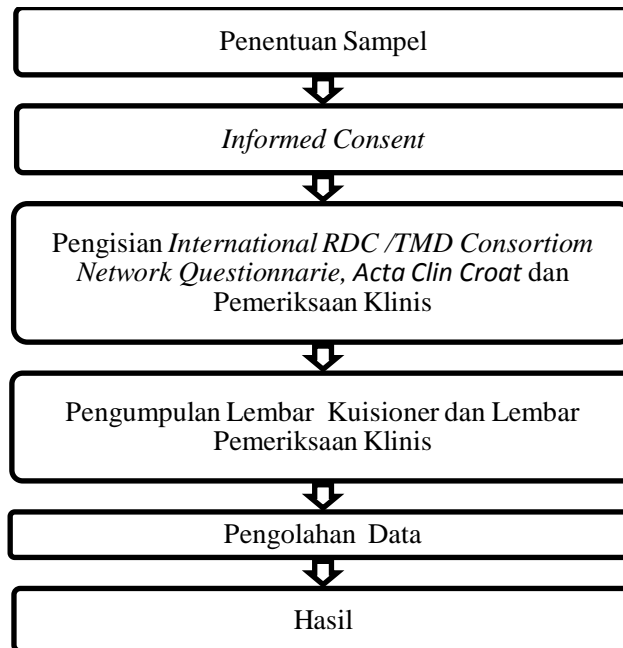 Penentuan Sampel
Informed Consent
Pengisian International RDC /TMD Consortiom
Network Questionnarie, Acta Clin Croat dan
Pemeriksaan Klinis
Pengumpulan Lembar Kuisioner dan Lembar
Pemeriksaan Klinis
Pengolahan Data
Hasil